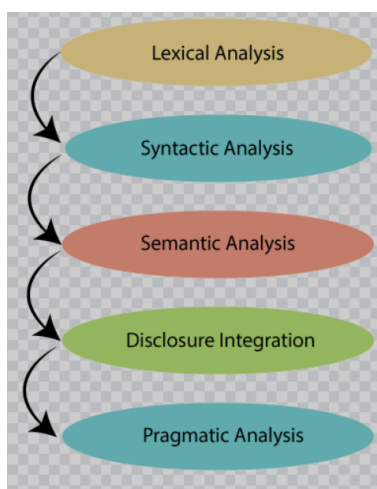 Lexical Analysis
Syntactic Analysis
Semantic Analysis
Disclosure Integration
Pragmatic Analysis